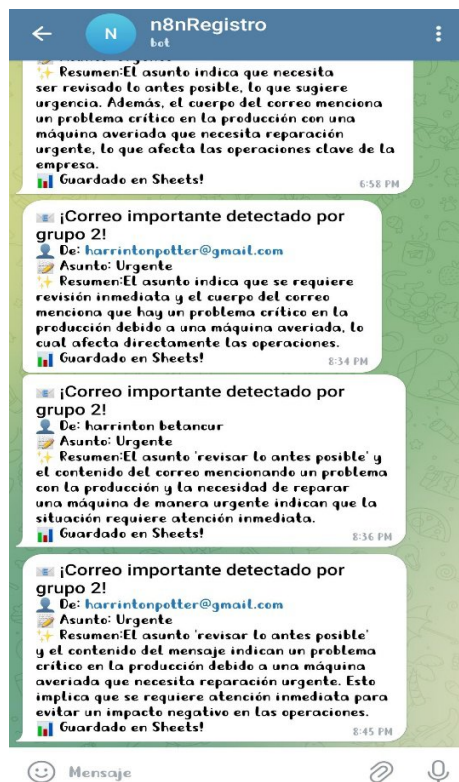 n8nRegistro
N
bot
✨ Resumen:El asunto indica que necesita
ser revisado lo antes posible, lo que sugiere
urgencia. Además, el cuerpo del correo menciona
un problema crítico en la producción con una
máquina averiada que necesita reparación
urgente, lo que afecta las operaciones clave de la
empresa.
📊 Guardado en Sheets!
6:58 PM
📧 ¡Correo importante detectado por
grupo 2!
👤 De: harrintonpotter@gmail.com
📝 Asunto: Urgente
✨ Resumen:El asunto indica que se requiere
revisión inmediata y el cuerpo del correo
menciona que hay un problema crítico en la
producción debido a una máquina averiada, lo
cual afecta directamente las operaciones.
📊 Guardado en Sheets!
8:34 PM
📧 ¡Correo importante detectado por
grupo 2!
👤 De: harrinton betancur
📝 Asunto: Urgente
✨ Resumen:El asunto 'revisar lo antes posible' y
el contenido del correo mencionando un problema
con la producción y la necesidad de reparar
una máquina de manera urgente indican que la
situación requiere atención inmediata.
📊 Guardado en Sheets!
8:36 PM
📧 ¡Correo importante detectado por
grupo 2!
👤 De: harrintonpotter@gmail.com
📝 Asunto: Urgente
✨ Resumen:El asunto 'revisar lo antes posible'
y el contenido del mensaje indican un problema
crítico en la producción debido a una máquina
averiada que necesita reparación urgente. Esto
implica que se requiere atención inmediata para
evitar un impacto negativo en las operaciones.
📊 Guardado en Sheets!
8:45 PM
Mensaje